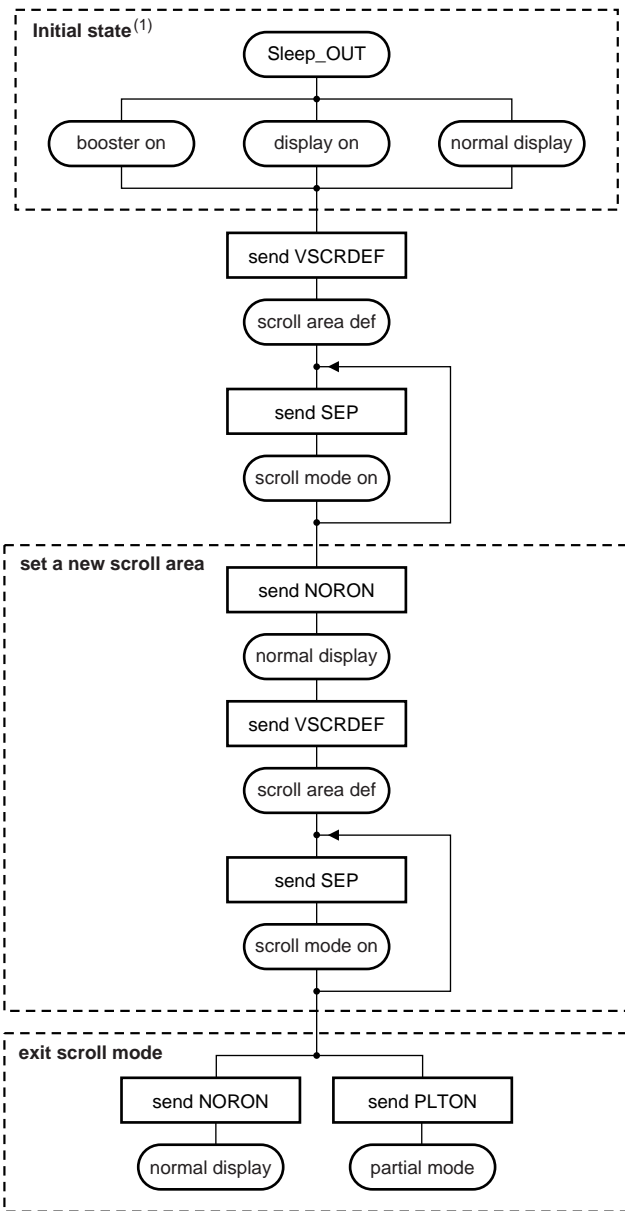 Initial state(1)
Sleep_OUT
booster on
display on
normal display
send VSCRDEF
scroll area def
send SEP
scroll mode on
set a new scroll area
send NORON
normal display
send VSCRDEF
scroll area def
send SEP
scroll mode on
exit scroll mode
send NORON
send PLTON
normal display
partial mode